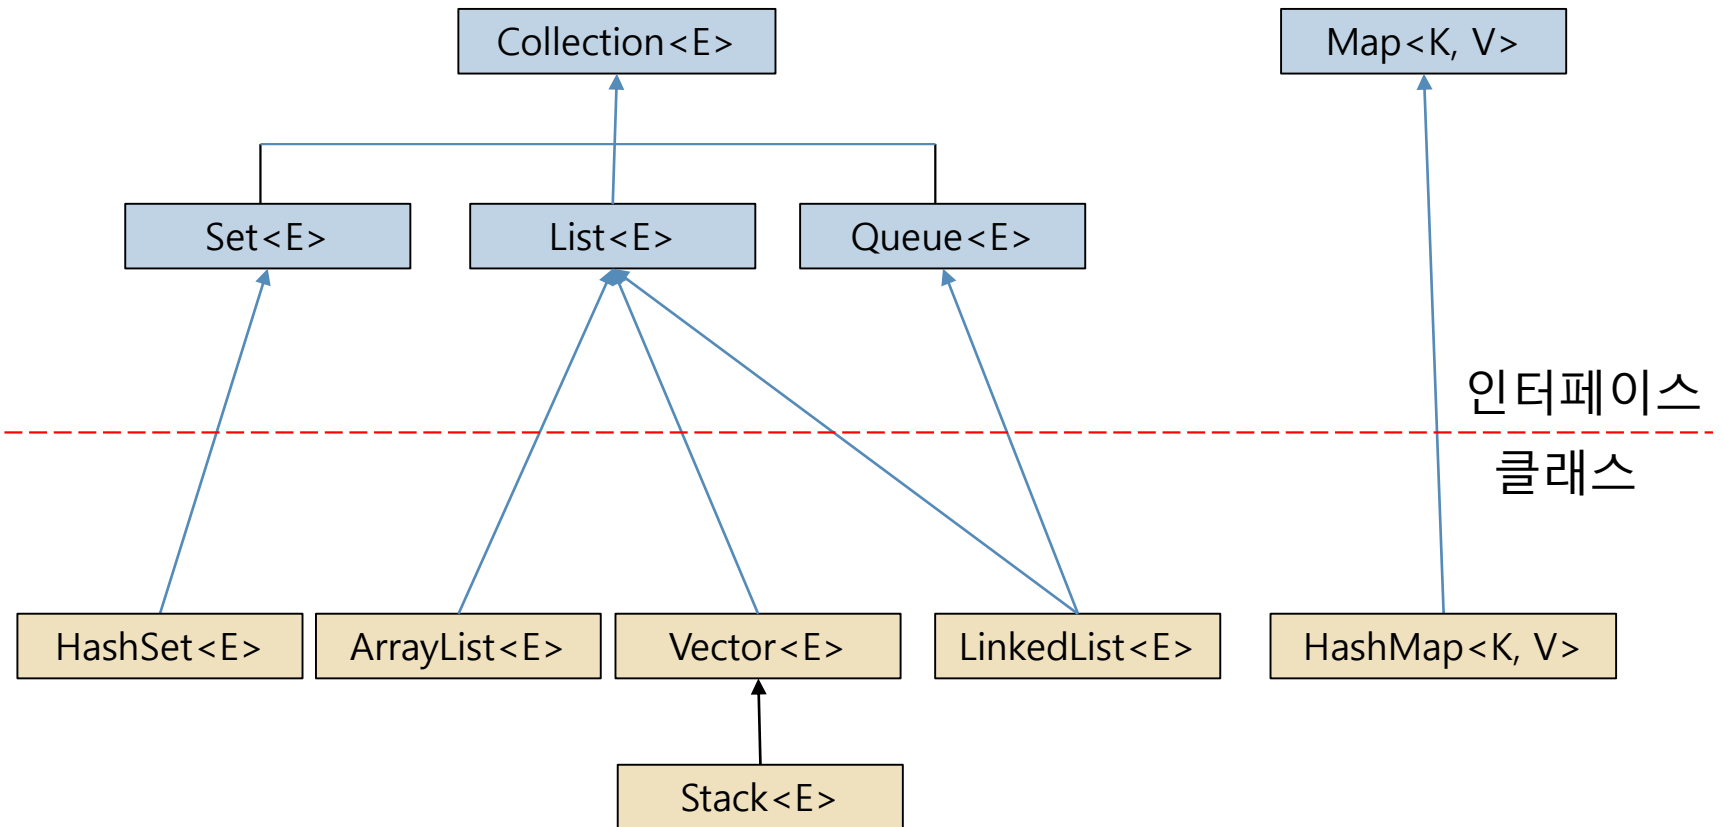 Collection<E>
Map<K, V>
Set<E>
List<E>
Queue<E>
인터페이스
클래스
HashSet<E>
ArrayList<E>
Vector<E>
LinkedList<E>
HashMap<K, V>
Stack<E>